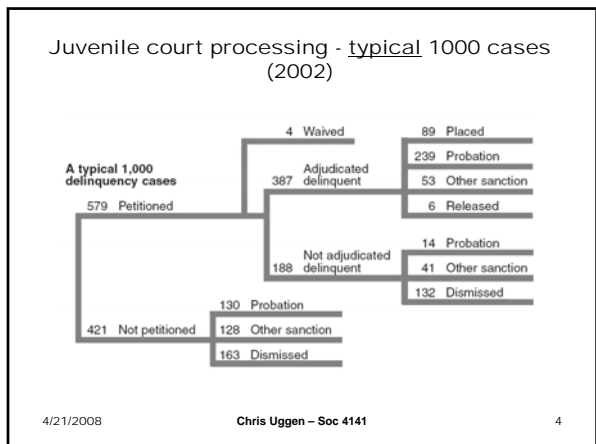 Juvenile court processing - typical 1000 cases
(2002)
A typical 1,000
delinquency cases
579 Petitioned
4 Waived
387 Adjudicated
delinquent
89 Placed
239 Probation
53 Other sanction
6 Released
188 Not adjudicated
delinquent
14 Probation
41 Other sanction
132 Dismissed
421 Not petitioned
130 Probation
128 Other sanction
163 Dismissed
4/21/2008
Chris Uggen – Soc 4141
4